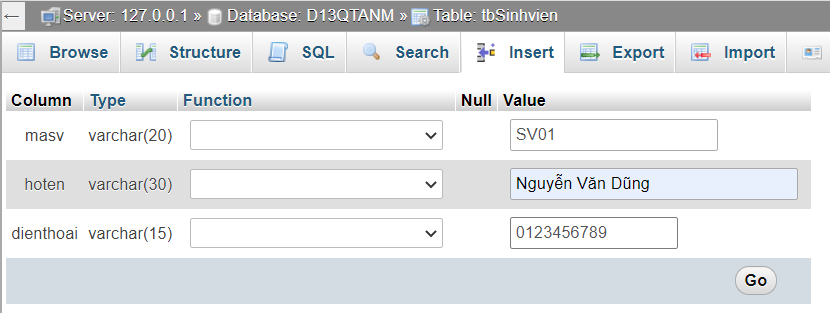 Server: 127.0.0.1 » Database: D13QTANM » Table: tbSinhvien
Browse Structure SQL Search Insert Export Import
Column Type Function Null Value
masv varchar(20) SV01
hoten varchar(30) Nguyễn Văn Dũng
dienthoai varchar(15) 0123456789
Go